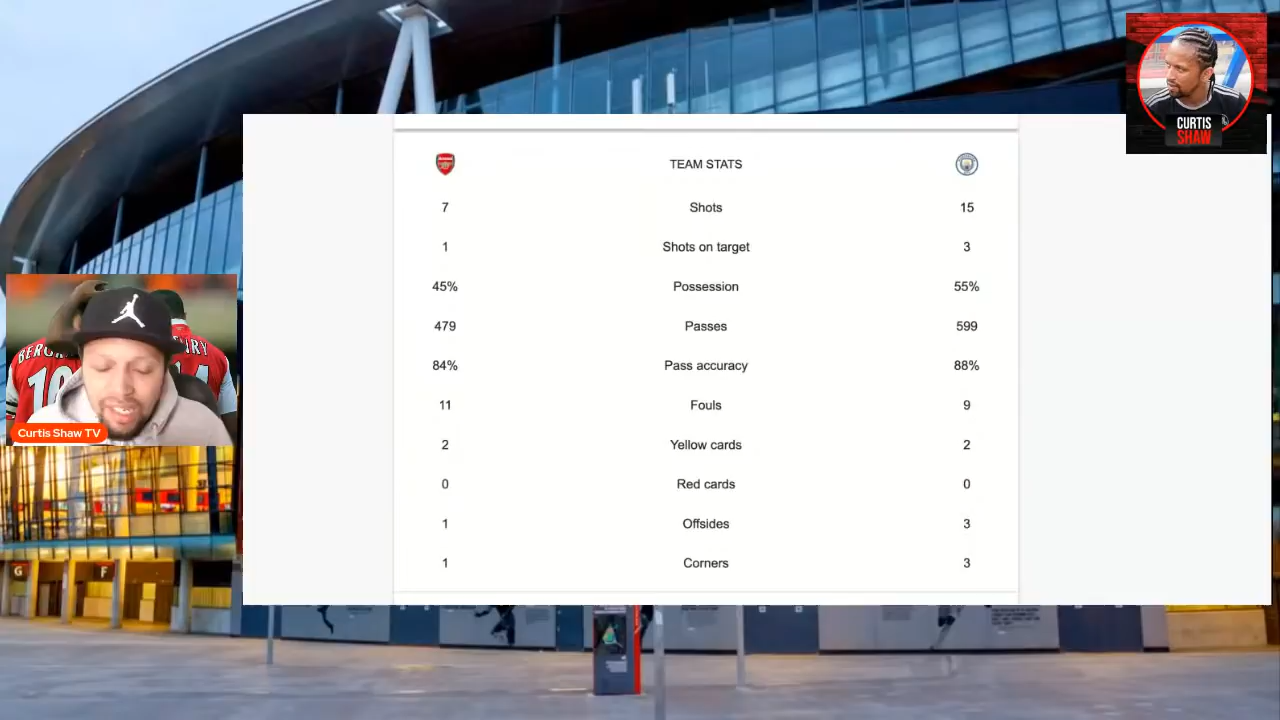 CURTIS
SHAW
TEAM STATS
7 Shots 15
1 Shots on target 3
45% Possession 55%
479 Passes 599
84% Pass accuracy 88%
11 Fouls 9
2 Yellow cards 2
0 Red cards 0
1 Offsides 3
1 Corners 3
10
Curtis Shaw TV
G F